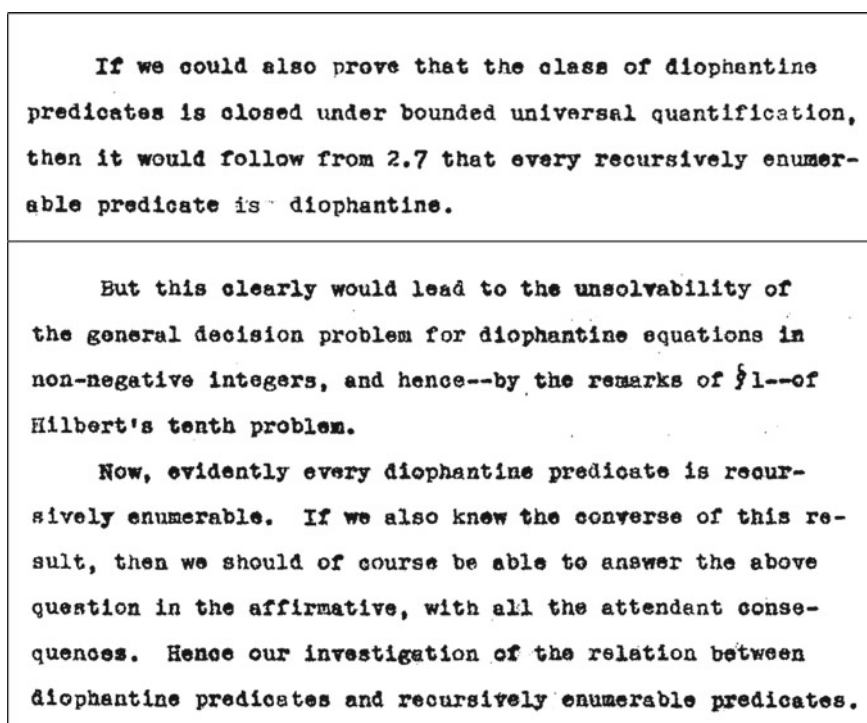 If we could also prove that the class of diophantine
predicates is closed under bounded universal quantification,
then it would follow from 2.7 that every recursively enumer-
able predicate is diophantine.
But this clearly would lead to the unsolvability of
the general decision problem for diophantine equations in
non-negative integers, and hence--by the remarks of §1--of
Hilbert's tenth problem.
Now, evidently every diophantine predicate is recur-
sively enumerable. If we also knew the converse of this re-
sult, then we should of course be able to answer the above
question in the affirmative, with all the attendant conse-
quences. Hence our investigation of the relation between
diophantine predicates and recursively enumerable predicates.